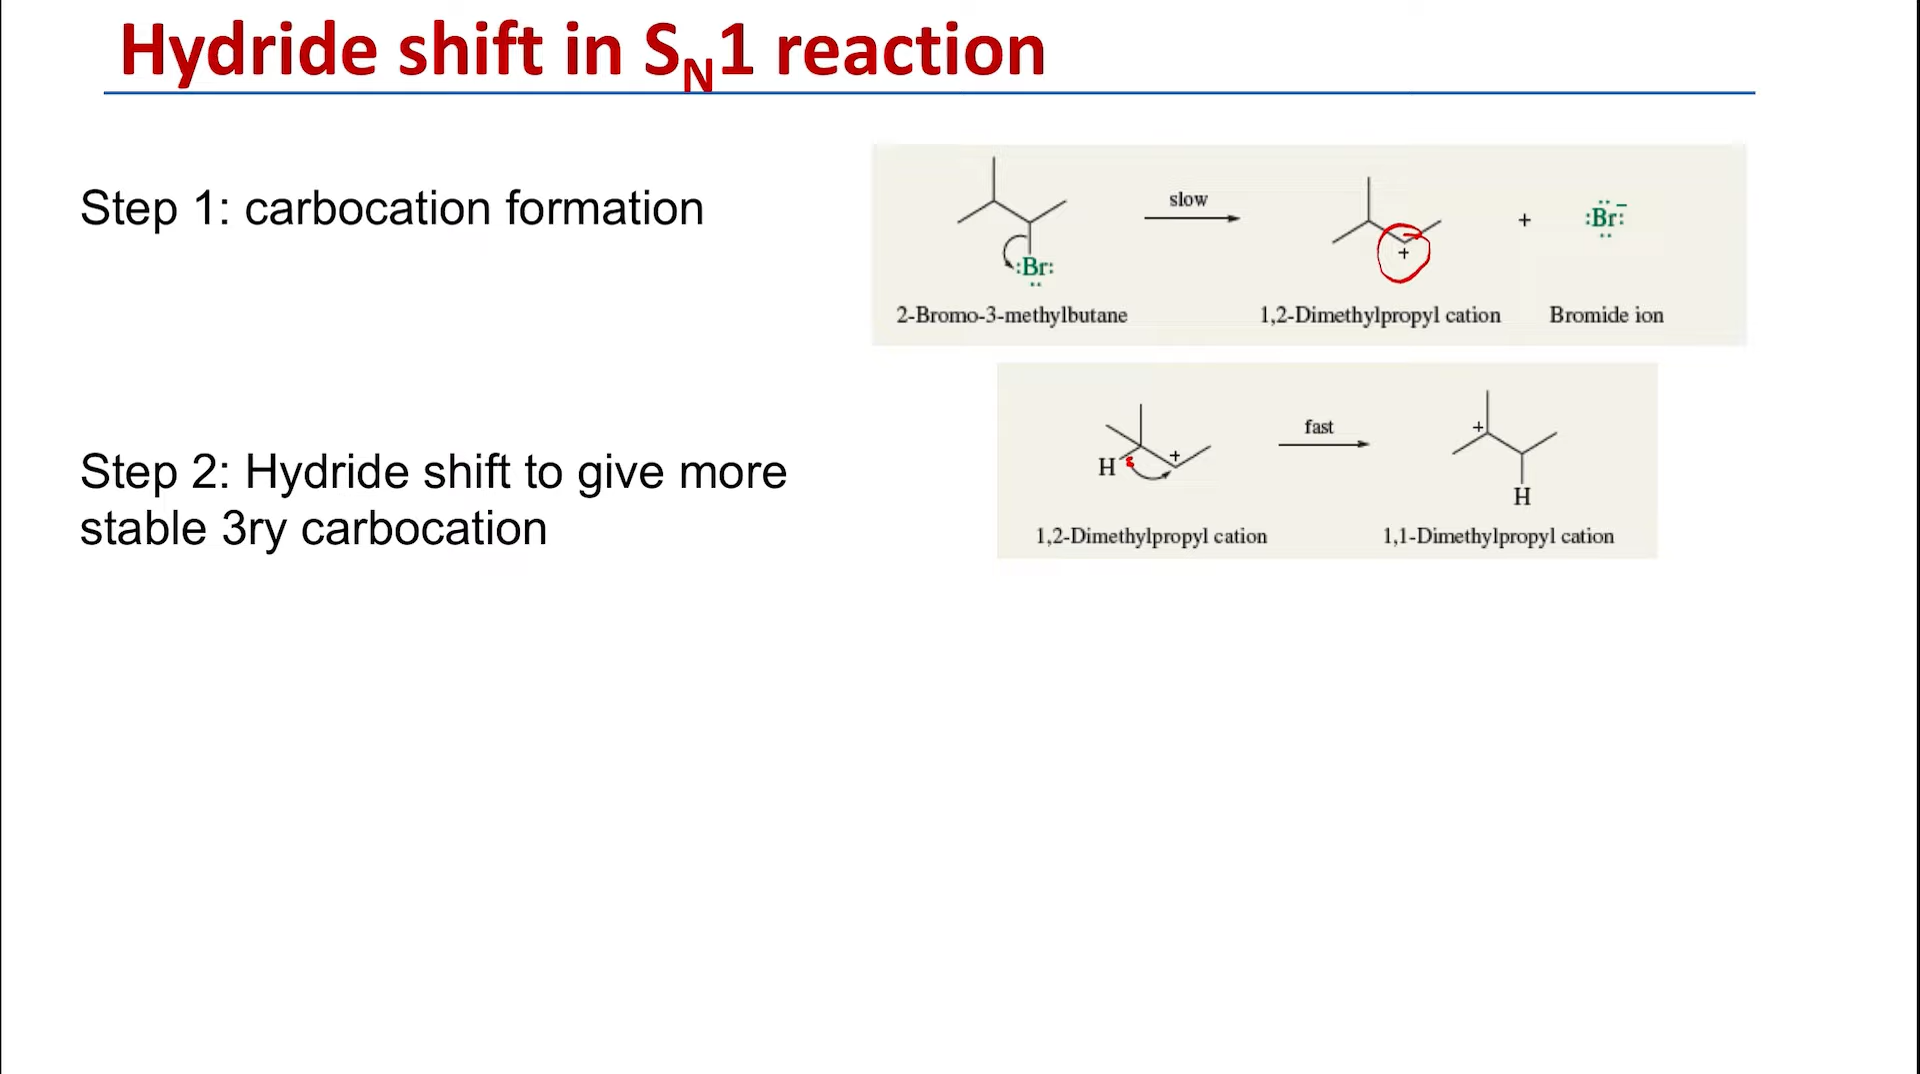 Hydride shift in SN1 reaction
Step 1: carbocation formation
slow
+
+
:Br:
:Br:⁻
2-Bromo-3-methylbutane
1,2-Dimethylpropyl cation
Bromide ion
Step 2: Hydride shift to give more
stable 3ry carbocation
H
+
fast
+
H
1,2-Dimethylpropyl cation
1,1-Dimethylpropyl cation